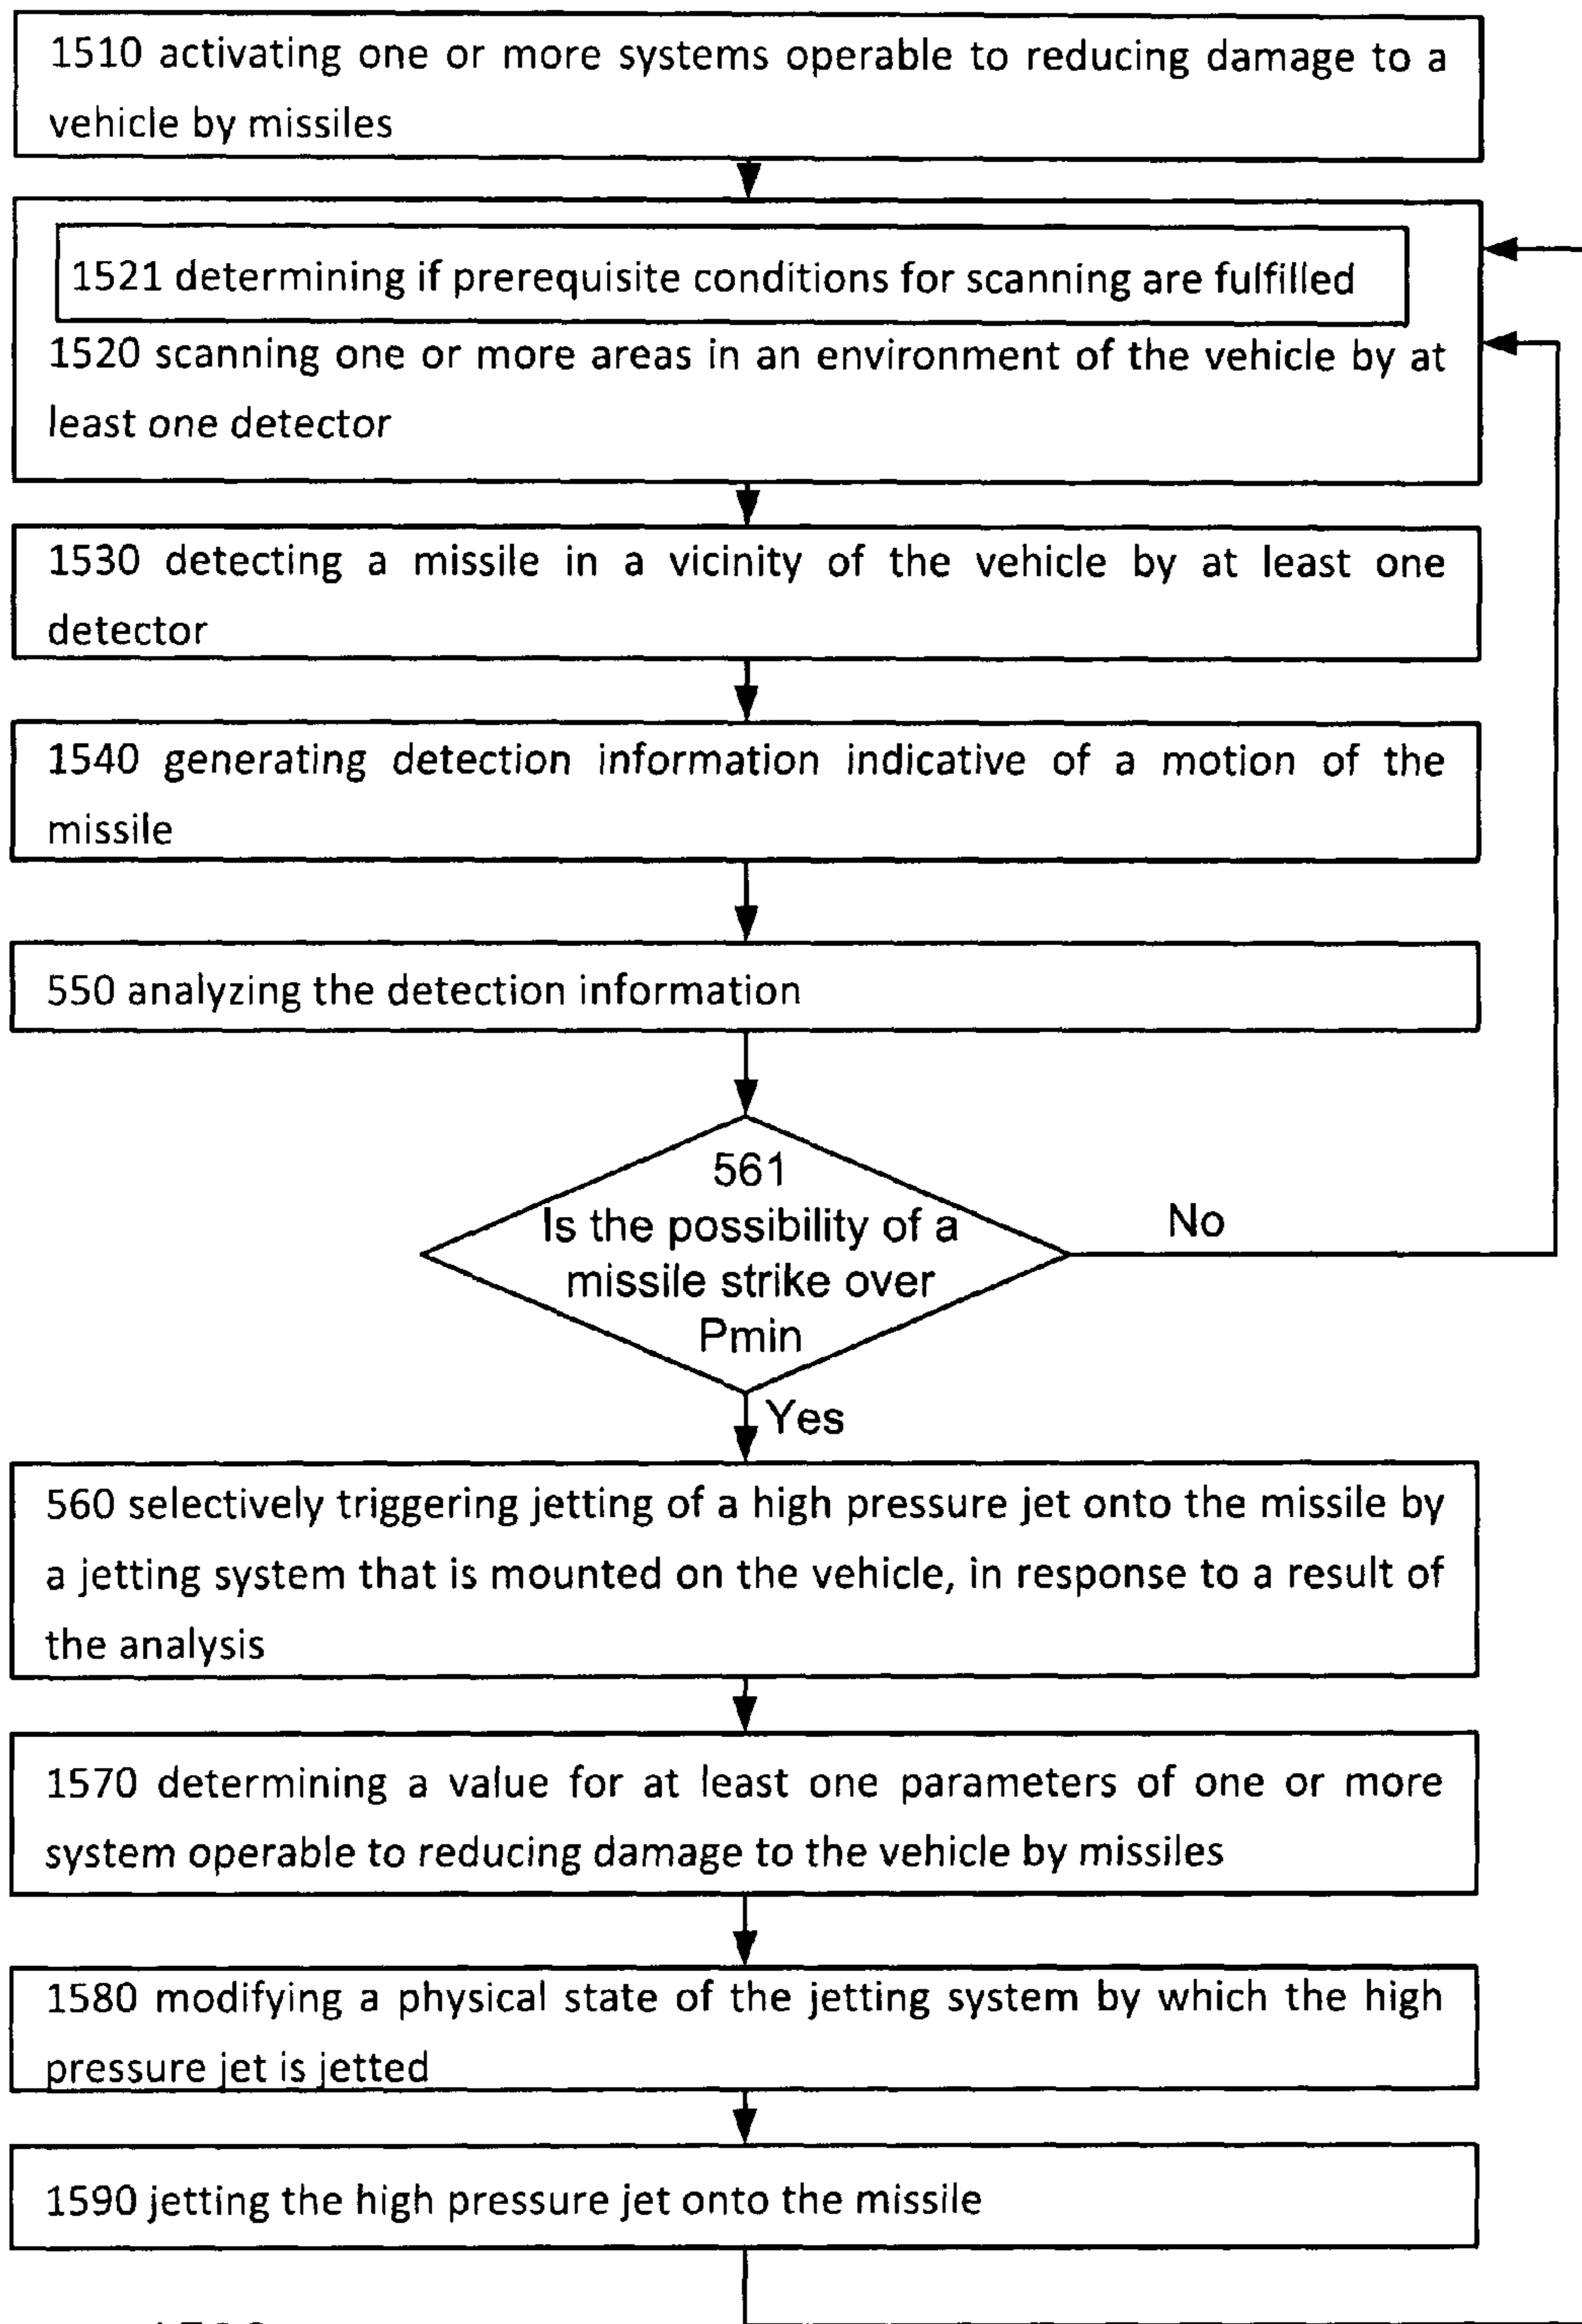 1510 activating one or more systems operable to reducing damage to a
vehicle by missiles
1521 determining if prerequisite conditions for scanning are fulfilled
1520 scanning one or more areas in an environment of the vehicle by at
least one detector
1530 detecting a missile in a vicinity of the vehicle by at least one
detector
1540 generating detection information indicative of a motion of the
missile
550 analyzing the detection information
561
Is the possibility of a
missile strike over
Pmin
No
Yes
560 selectively triggering jetting of a high pressure jet onto the missile by
a jetting system that is mounted on the vehicle, in response to a result of
the analysis
1570 determining a value for at least one parameters of one or more
system operable to reducing damage to the vehicle by missiles
1580 modifying a physical state of the jetting system by which the high
pressure jet is jetted
1590 jetting the high pressure jet onto the missile